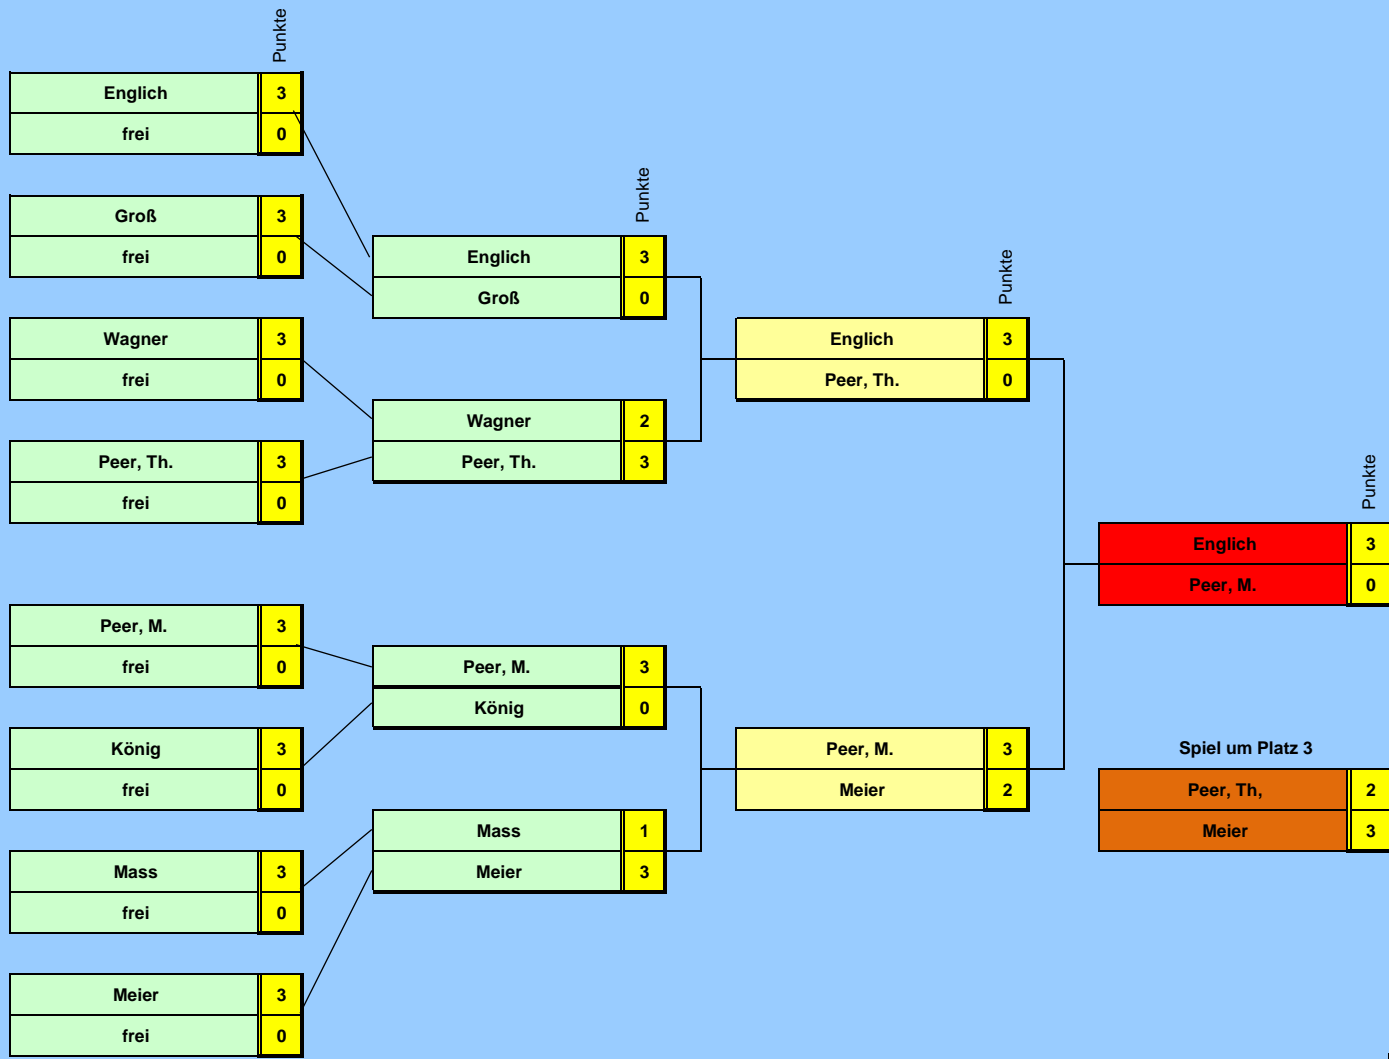 Punkte
Englich 3
frei 0
Groß 3
frei 0
Wagner 3
frei 0
Peer, Th. 3
frei 0
Peer, M. 3
frei 0
König 3
frei 0
Mass 3
frei 0
Meier 3
frei 0
Punkte
Englich 3
Groß 0
Wagner 2
Peer, Th. 3
Peer, M. 3
König 0
Mass 1
Meier 3
Punkte
Englich 3
Peer, Th. 0
Peer, M. 3
Meier 2
Punkte
Englich 3
Peer, M. 0
Spiel um Platz 3
Peer, Th, 2
Meier 3